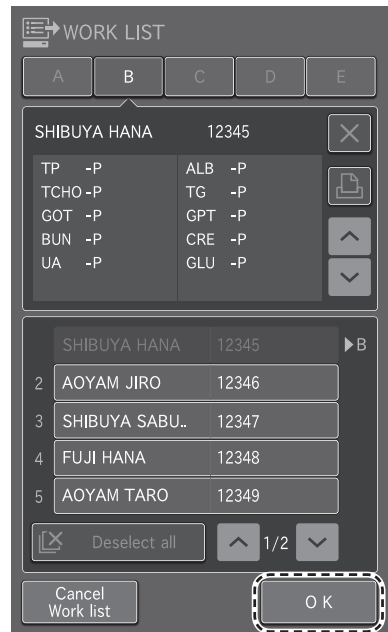 WORK LIST
A B C D E
SHIBUYA HANA 12345
TP -P ALB -P
TCHO -P TG -P
GOT -P GPT -P
BUN -P CRE -P
UA -P GLU -P
SHIBUYA HANA 12345 ▶B
2 AOYAM JIRO 12346
3 SHIBUYA SABU.. 12347
4 FUJI HANA 12348
5 AOYAM TARO 12349
Deselect all 1/2
Cancel
Work list
OK